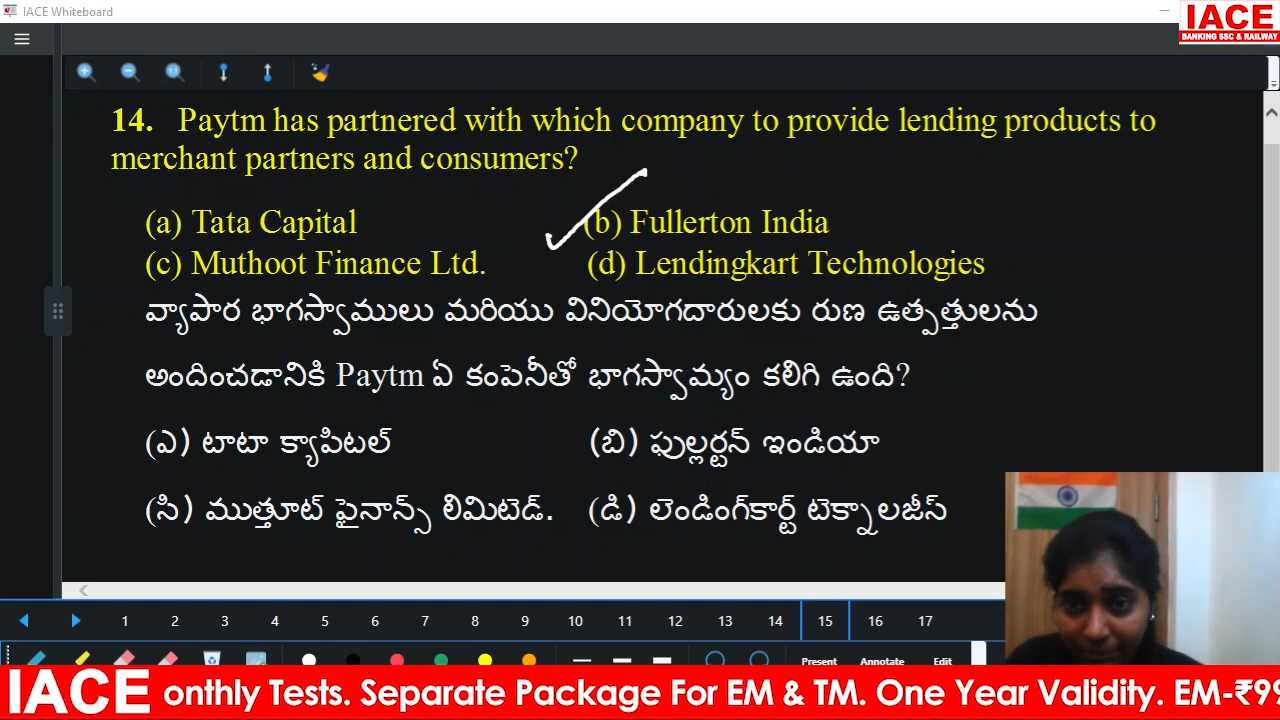 IACE Whiteboard
IACE
BANKING SSC & RAILWAY
14. Paytm has partnered with which company to provide lending products to
merchant partners and consumers?
(a) Tata Capital (b) Fullerton India
(c) Muthoot Finance Ltd. (d) Lendingkart Technologies
వ్యాపార భాగస్వాములు మరియు వినియోగదారులకు రుణ ఉత్పత్తులను
అందించడానికి Paytm ఏ కంపెనీతో భాగస్వామ్యం కలిగి ఉంది?
(ఎ) టాటా క్యాపిటల్ (బి) ఫుల్లర్టన్ ఇండియా
(సి) ముత్తూట్ ఫైనాన్స్ లిమిటెడ్. (డి) లెండింగ్‌కార్ట్ టెక్నాలజీస్
1 2 3 4 5 6 7 8 9 10 11 12 13 14 15 16 17
Present Annotate Edit
IACE onthly Tests. Separate Package For EM & TM. One Year Validity. EM-₹99